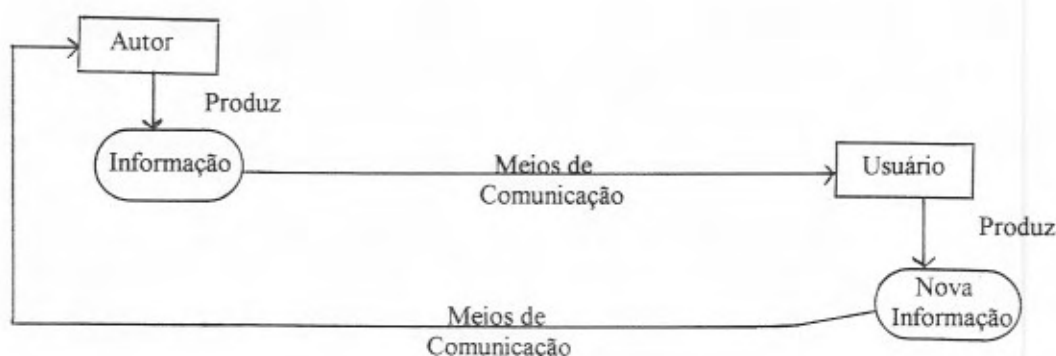 Autor
Produz
Informação
Meios de
Comunicação
Usuário
Produz
Nova
Informação
Meios de
Comunicação